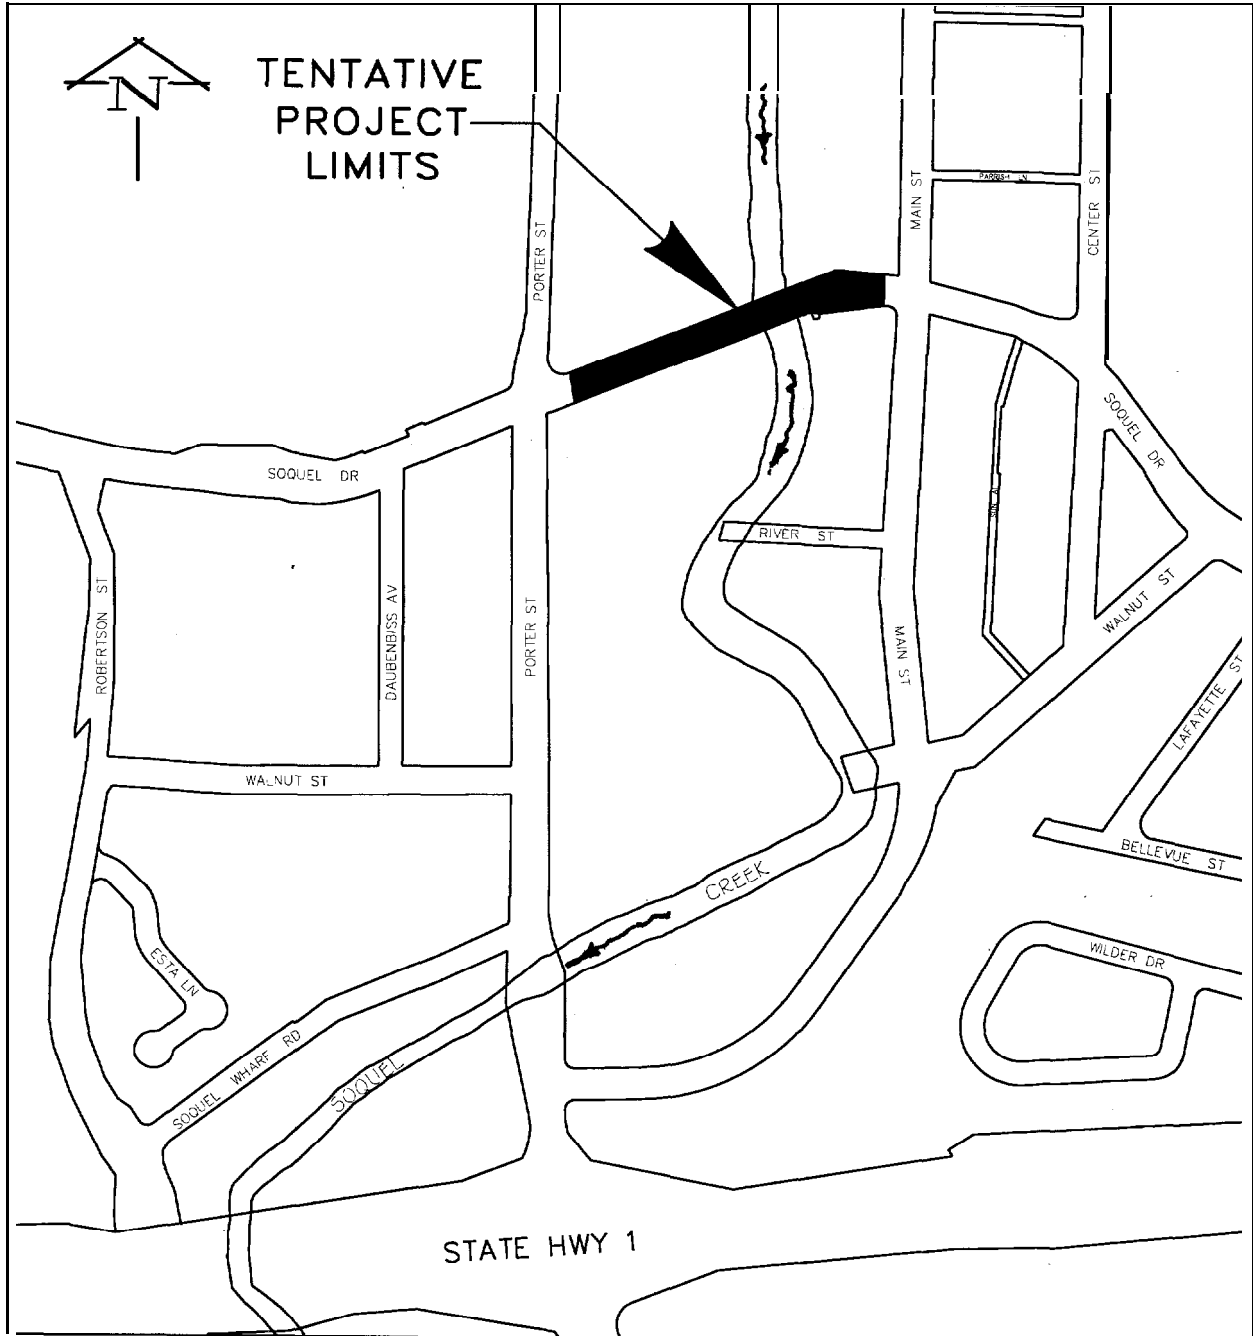 N
TENTATIVE
PROJECT
LIMITS
PORTER ST
MAIN ST
PARRISH LN
CENTER ST
SOQUEL DR
SOQUEL DR
RIVER ST
ROBERTSON ST
DAUBENBISS AV
PORTER ST
MAIN ST
WALNUT ST
LAFAYETTE ST
WALNUT ST
BELLEVUE ST
CREEK
ESTA LN
WILDER DR
SOQUEL WHARF RD
SOQUEL
STATE HWY 1